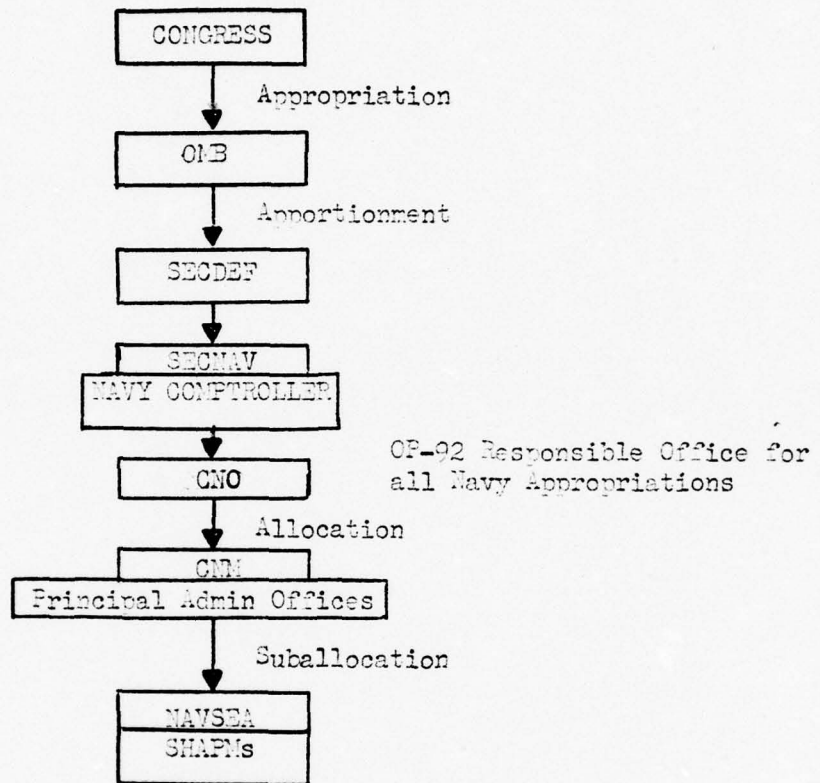 CONGRESS
Appropriation
OMB
Apportionment
SECDEF
SECNAV
NAVY COMPTROLLER
CNO
OP-92 Responsible Office for
all Navy Appropriations
Allocation
CNM
Principal Admin Offices
Suballocation
NAVSEA
SHAPMs